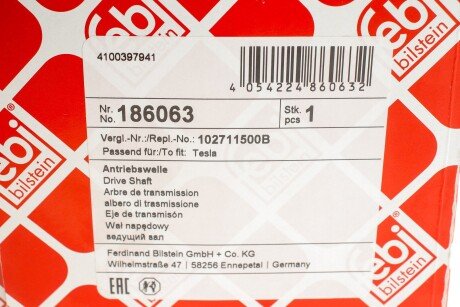 4100397941
4 054224 860632
Nr. No. 186063 Stk. pcs 1
Vergl.-Nr.:/Repl.-No.: 102711500B
Passend für:/To fit: Tesla
Antriebswelle
Drive Shaft
Arbre de transmission
albero di trasmissione
Eje de transmisón
Wał napędowy
ведущий вал
Ferdinand Bilstein GmbH + Co. KG
Wilhelmstraße 47 | 58256 Ennepetal | Germany
EAC
febi
bilstein
febi
bilstein
febi
bilstein
febi
bilstein